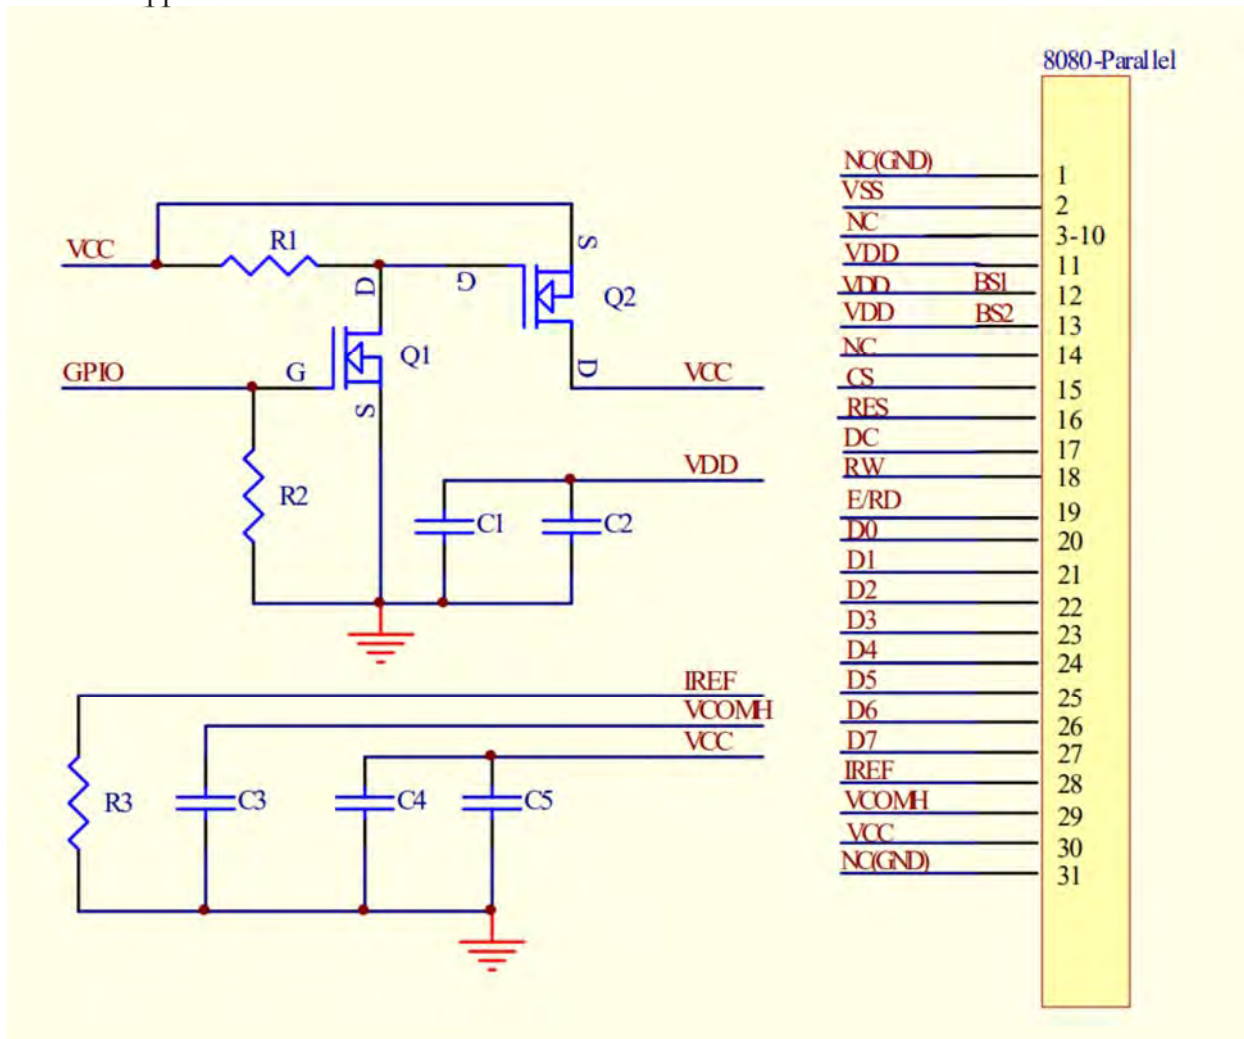 8080-Parallel
VCC
R1
D
G
S
Q2
D
VCC
GPIO
G
Q1
S
R2
VDD
C1
C2
IREF
VCOMH
VCC
R3
C3
C4
C5
NC(GND) 1
VSS 2
NC 3-10
VDD 11
VDD BS1 12
VDD BS2 13
NC 14
CS 15
RES 16
DC 17
RW 18
E/RD 19
D0 20
D1 21
D2 22
D3 23
D4 24
D5 25
D6 26
D7 27
IREF 28
VCOMH 29
VCC 30
NC(GND) 31